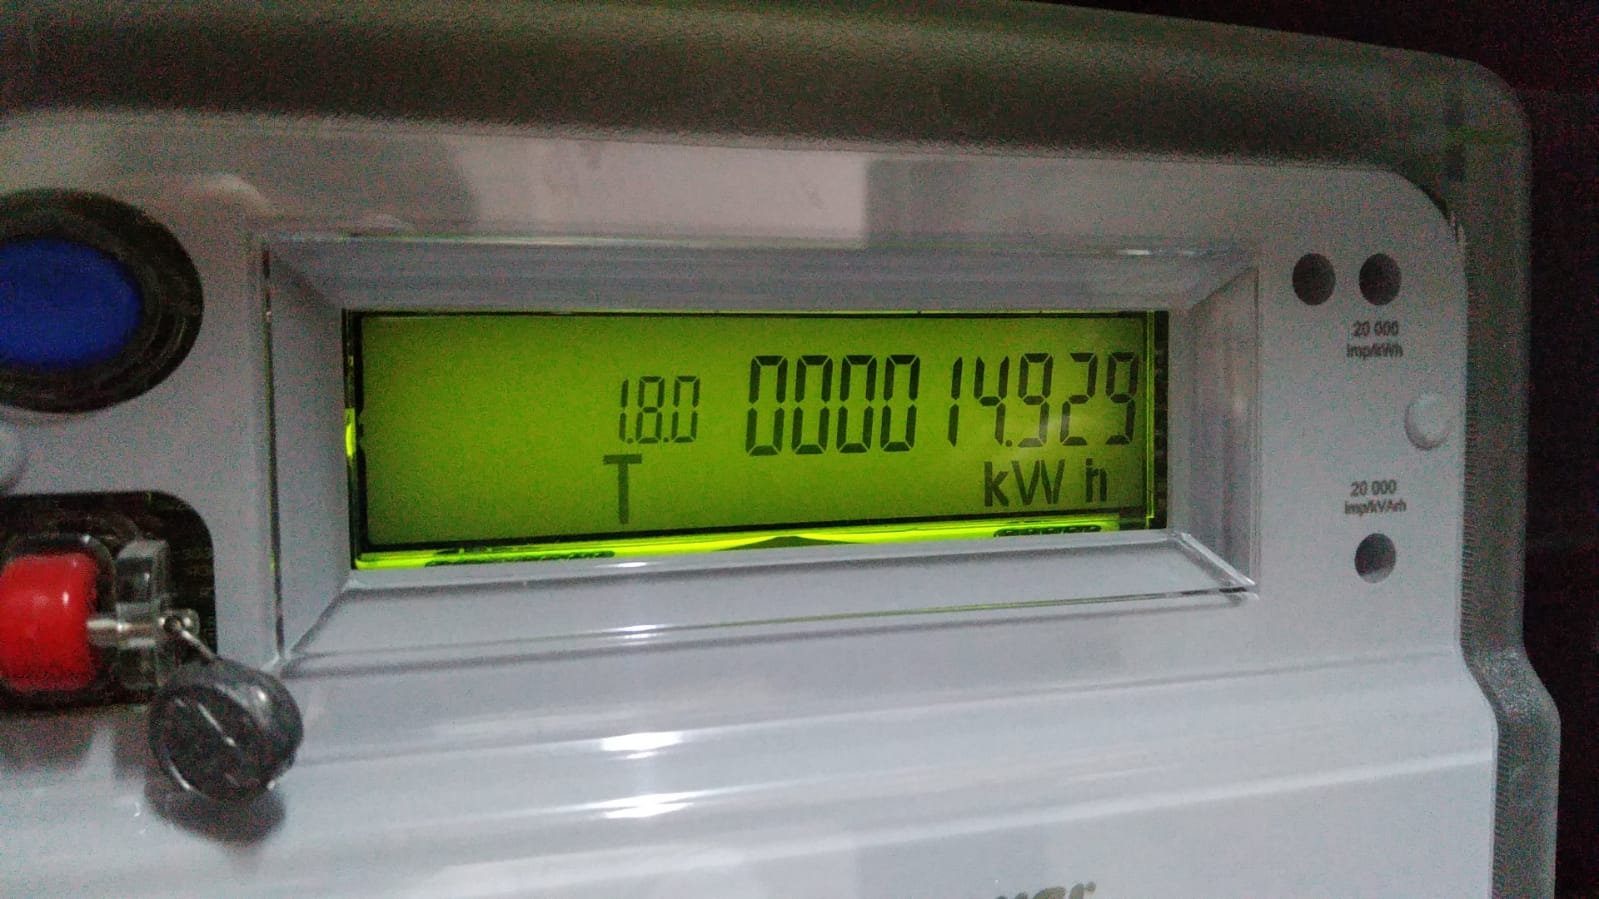 1.8.0 000014.929
T kWh
20 000
imp/kWh
20 000
imp/kVArh